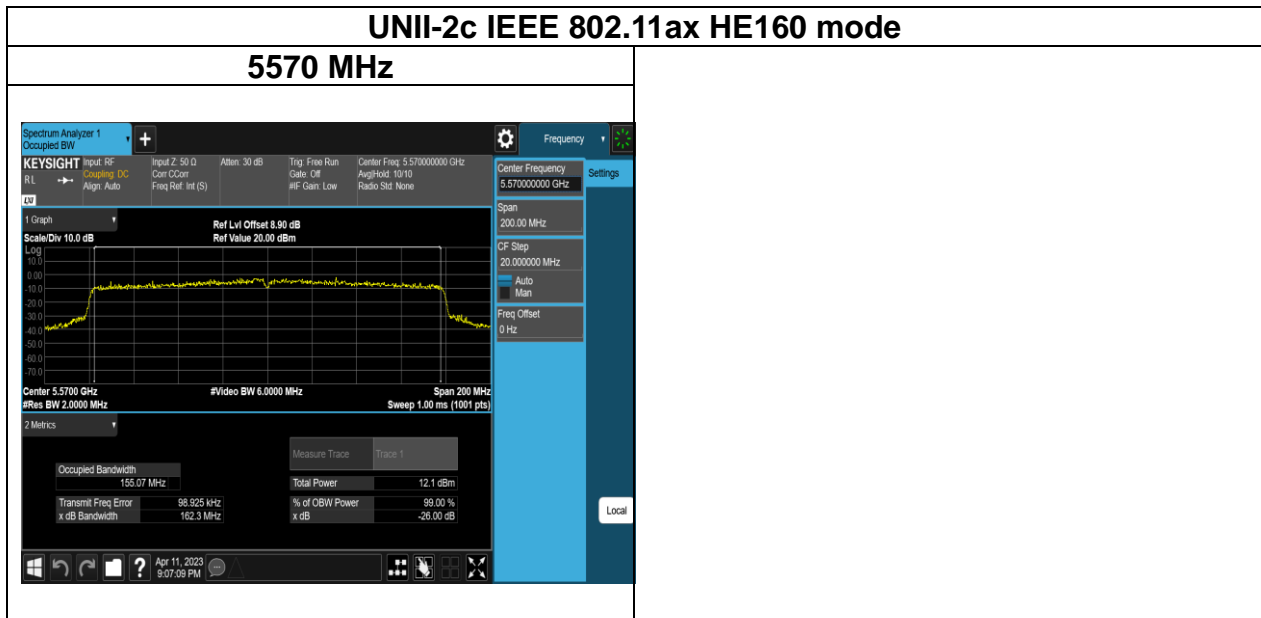 UNII-2c IEEE 802.11ax HE160 mode
5570 MHz
Spectrum Analyzer 1
Occupied BW
+
Frequency
KEYSIGHT
RL
LXI
Input: RF
Coupling: DC
Align: Auto
Input Z: 50 Ω
Corr CCorr
Freq Ref: Int (S)
Atten: 30 dB
Trig: Free Run
Gate: Off
#IF Gain: Low
Center Freq: 5.570000000 GHz
Avg|Hold: 10/10
Radio Std: None
Center Frequency
5.570000000 GHz
Settings
Span
200.00 MHz
CF Step
20.000000 MHz
Auto
Man
Freq Offset
0 Hz
1 Graph
Scale/Div 10.0 dB
Ref Lvl Offset 8.90 dB
Ref Value 20.00 dBm
Log
10.0
0.00
-10.0
-20.0
-30.0
-40.0
-50.0
-60.0
-70.0
Center 5.5700 GHz
#Video BW 6.0000 MHz
Span 200 MHz
#Res BW 2.0000 MHz
Sweep 1.00 ms (1001 pts)
2 Metrics
Measure Trace
Trace 1
Occupied Bandwidth
155.07 MHz
Total Power
12.1 dBm
Transmit Freq Error
98.925 kHz
% of OBW Power
99.00 %
x dB Bandwidth
162.3 MHz
x dB
-26.00 dB
Local
?
Apr 11, 2023
9:07:09 PM